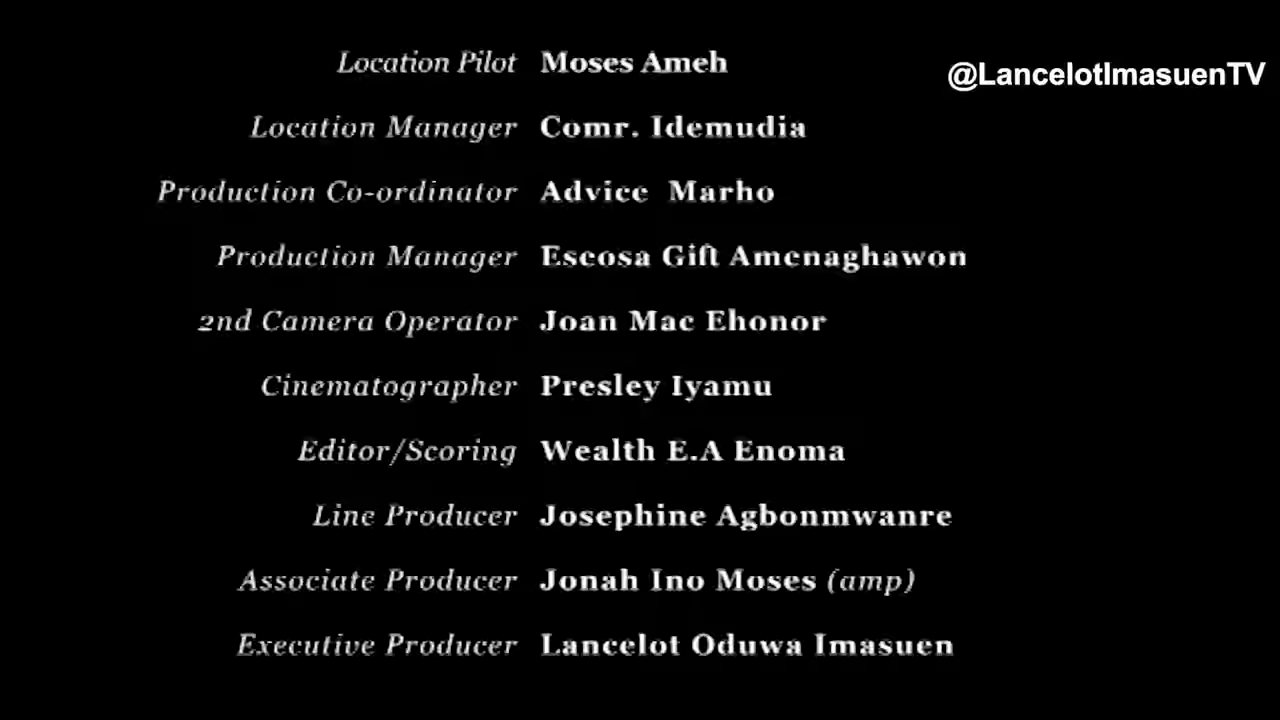 Location Pilot Moses Ameh
@LancelotImasuenTV
Location Manager Comr. Idemudia
Production Co-ordinator Advice Marho
Production Manager Eseosa Gift Amenaghawon
2nd Camera Operator Joan Mac Ehonor
Cinematographer Presley Iyamu
Editor/Scoring Wealth E.A Enoma
Line Producer Josephine Agbonmwanre
Associate Producer Jonah Ino Moses (amp)
Executive Producer Lancelot Oduwa Imasuen